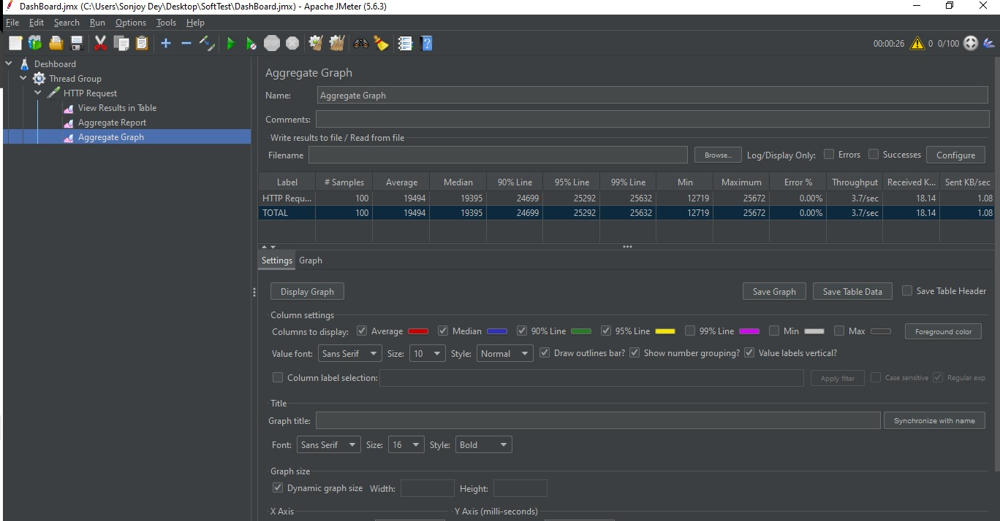 DashBoard.jmx (C:\Users\Sonjoy Dey\Desktop\SoftTest\DashBoard.jmx) - Apache JMeter (5.6.3)
File Edit Search Run Options Tools Help
00:00:26 0 0/100
Deshboard
Thread Group
HTTP Request
View Results in Table
Aggregate Report
Aggregate Graph
Aggregate Graph
Name: Aggregate Graph
Comments:
Write results to file / Read from file
Filename Browse... Log/Display Only: Errors Successes Configure
Label # Samples Average Median 90% Line 95% Line 99% Line Min Maximum Error % Throughput Received K... Sent KB/sec
HTTP Requ... 100 19494 19395 24699 25292 25632 12719 25672 0.00% 3.7/sec 18.14 1.08
TOTAL 100 19494 19395 24699 25292 25632 12719 25672 0.00% 3.7/sec 18.14 1.08
Settings Graph
Display Graph Save Graph Save Table Data Save Table Header
Column settings
Columns to display: Average Median 90% Line 95% Line 99% Line Min Max Foreground color
Value font: Sans Serif Size: 10 Style: Normal Draw outlines bar? Show number grouping? Value labels vertical?
Column label selection: Apply filter Case sensitive Regular exp.
Title
Graph title: Synchronize with name
Font: Sans Serif Size: 16 Style: Bold
Graph size
Dynamic graph size Width: Height:
X Axis Y Axis (milli-seconds)